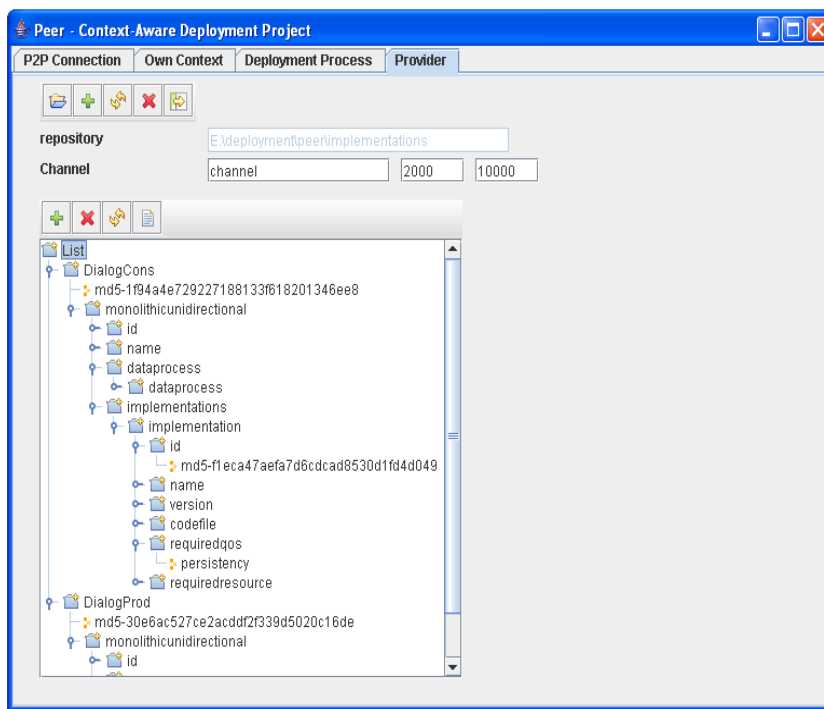 Peer - Context-Aware Deployment Project
P2P Connection Own Context Deployment Process Provider
repository E:\deployment\peer\implementations
Channel channel 2000 10000
List
DialogCons
md5-1f94a4e729227188133f618201346ee8
monolithicunidirectional
id
name
dataprocess
dataprocess
implementations
implementation
id
md5-f1eca47aefa7d6cdcad8530d1fd4d049
name
version
codefile
requiredqos
persistency
requiredresource
DialogProd
md5-30e6ac527ce2acddf2f339d5020c16de
monolithicunidirectional
id